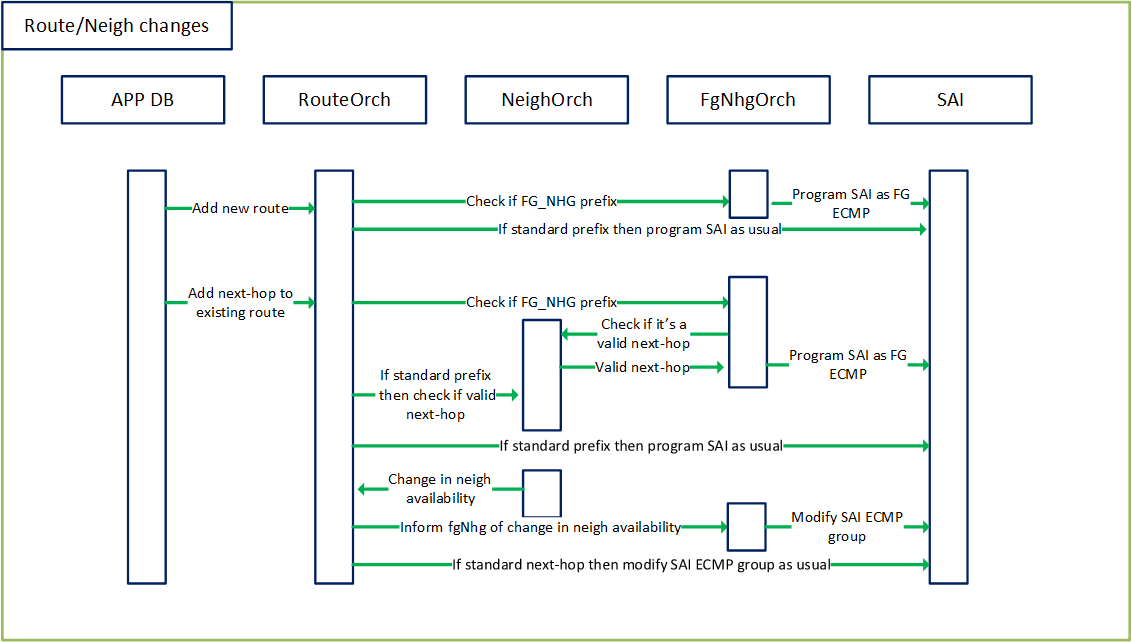 Route/Neigh changes
APP DB
RouteOrch
NeighOrch
FgNhgOrch
SAI
Add new route
Check if FG_NHG prefix
Program SAI as FG
ECMP
If standard prefix then program SAI as usual
Add next-hop to
existing route
Check if FG_NHG prefix
Check if it's a
valid next-hop
Valid next-hop
Program SAI as FG
ECMP
If standard prefix
then check if valid
next-hop
If standard prefix then program SAI as usual
Change in neigh
availability
Inform fgNhg of change in neigh availability
Modify SAI ECMP
group
If standard next-hop then modify SAI ECMP group as usual